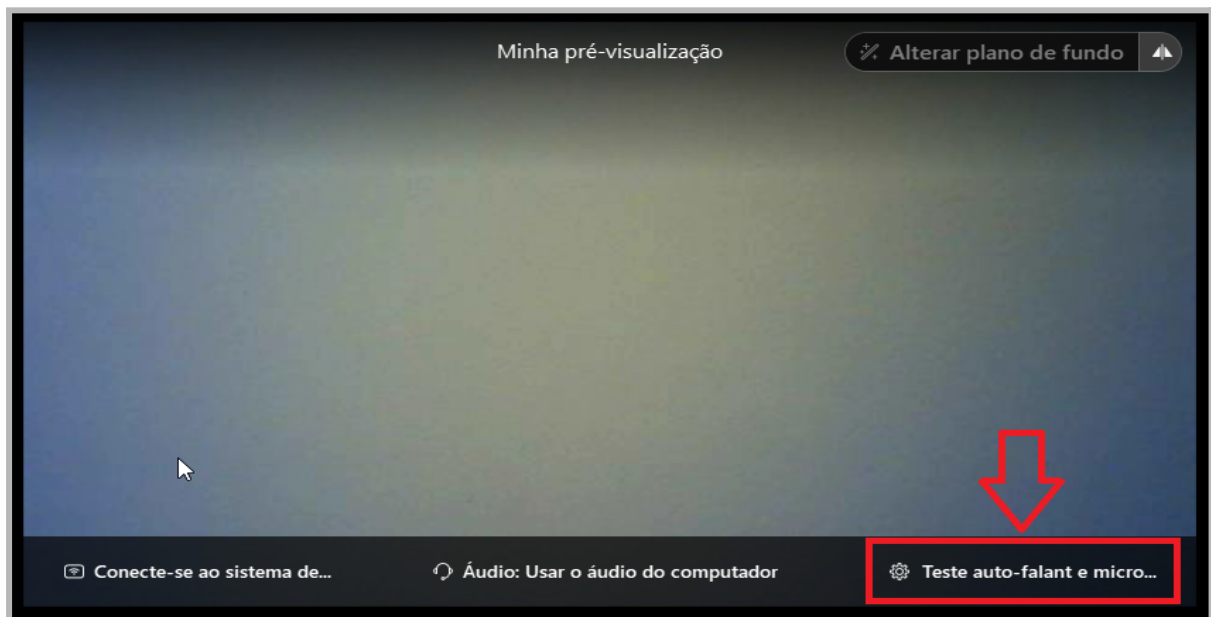 Minha pré-visualização
Alterar plano de fundo
Conecte-se ao sistema de...
Áudio: Usar o áudio do computador
Teste auto-falant e micro...